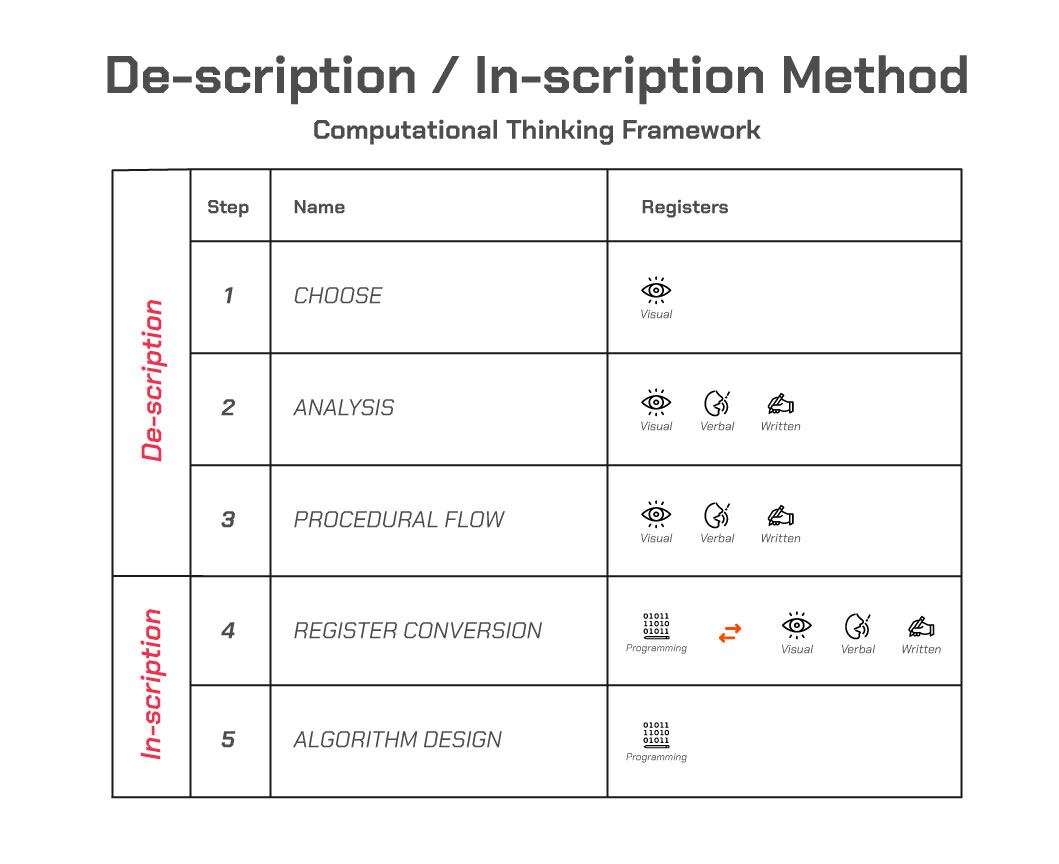 De-scription / In-scription Method
Computational Thinking Framework
De-scription
Step Name Registers
1 CHOOSE
Visual
2 ANALYSIS
Visual Verbal Written
3 PROCEDURAL FLOW
Visual Verbal Written
In-scription
4 REGISTER CONVERSION
01011
11010
01011
Programming Visual Verbal Written
5 ALGORITHM DESIGN
01011
11010
01011
Programming